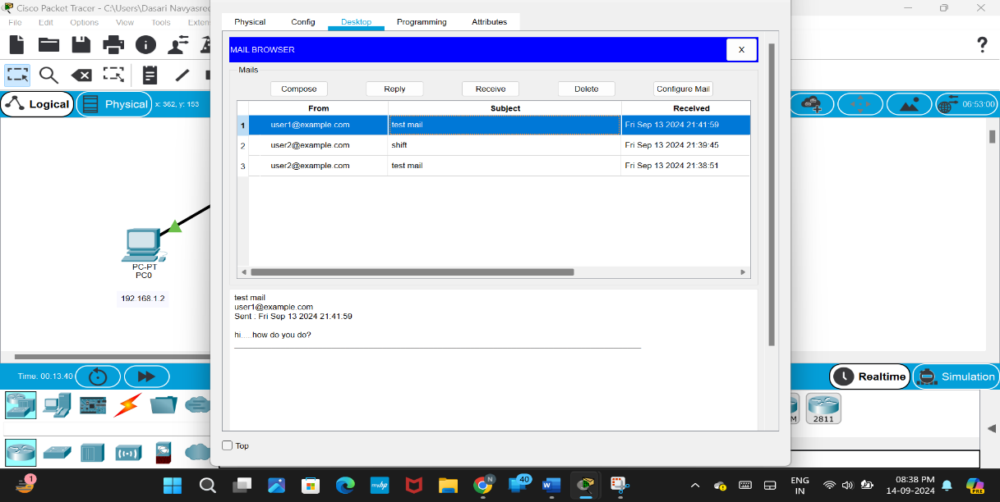 Cisco Packet Tracer - C:\Users\Dasari Navyasree
File Edit Options View Tools Exten
Physical Config Desktop Programming Attributes
MAIL BROWSER X
Mails
Compose Reply Receive Delete Configure Mail
From Subject Received
1 user1@example.com test mail Fri Sep 13 2024 21:41:59
2 user2@example.com shift Fri Sep 13 2024 21:39:45
3 user2@example.com test mail Fri Sep 13 2024 21:38:51
test mail
user1@example.com
Sent : Fri Sep 13 2024 21:41:59
hi.....how do you do?
Top
Logical Physical x: 362, y: 153
06:53:00
PC-PT
PC0
192.168.1.2
Time: 00:13:40
Realtime Simulation
M 2811
?
1
hp
N
40
W
PRE
ENG
IN
08:38 PM
14-09-2024